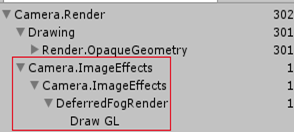 Camera.Render 302
Drawing 301
Render.OpaqueGeometry 301
Camera.ImageEffects 1
Camera.ImageEffects 1
DeferredFogRender 1
Draw GL 1